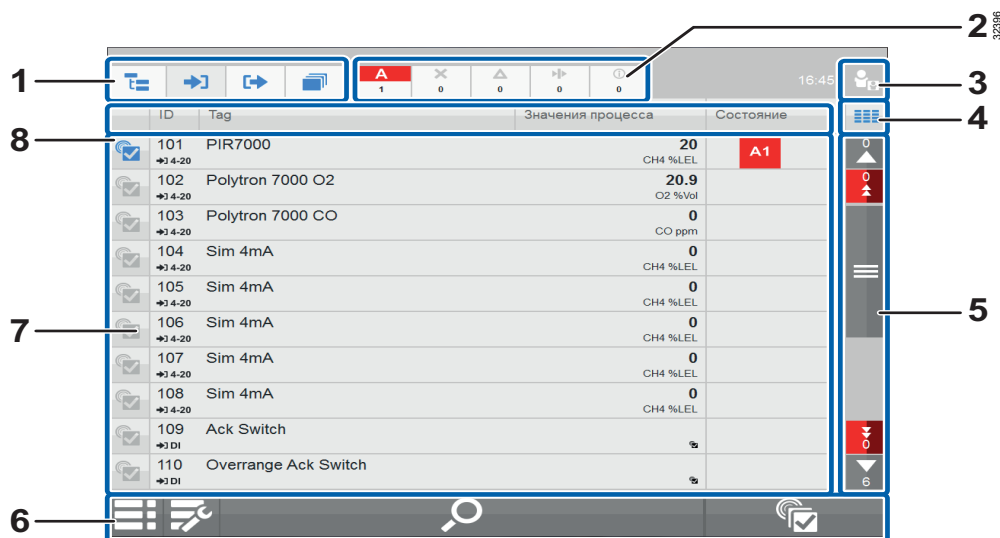 2
32396
1
A
1
0
0
0
0
16:45
3
ID Tag Значения процесса Состояние
4
8
101 PIR7000 20 A1
4-20 CH4 %LEL
0
102 Polytron 7000 O2 20.9
4-20 O2 %Vol
0
103 Polytron 7000 CO 0
4-20 CO ppm
104 Sim 4mA 0
4-20 CH4 %LEL
105 Sim 4mA 0
4-20 CH4 %LEL
5
7
106 Sim 4mA 0
4-20 CH4 %LEL
107 Sim 4mA 0
4-20 CH4 %LEL
108 Sim 4mA 0
4-20 CH4 %LEL
109 Ack Switch
DI
0
110 Overrange Ack Switch
DI
6
6